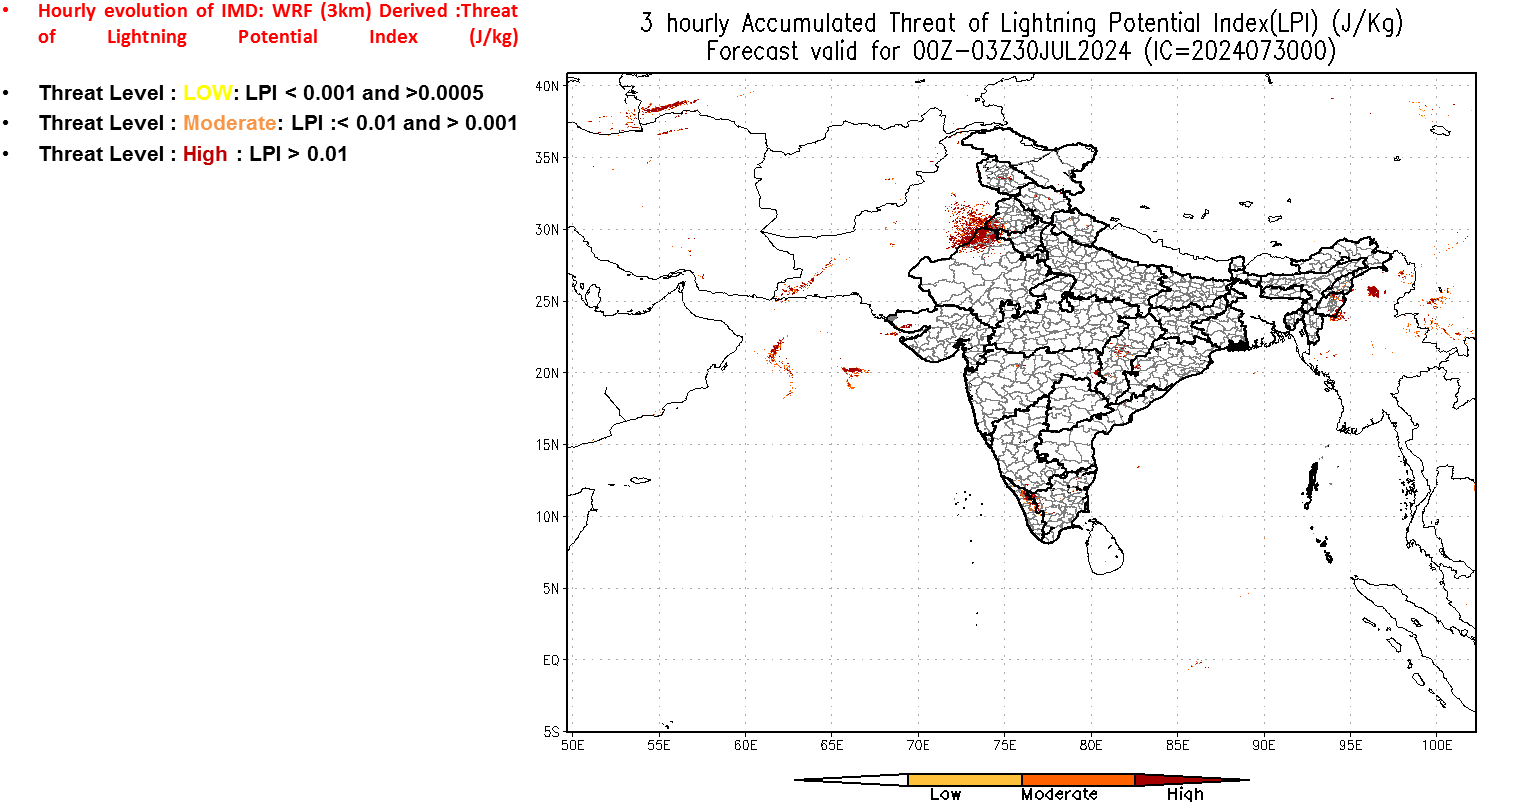 • Hourly evolution of IMD: WRF (3km) Derived :Threat
of Lightning Potential Index (J/kg)
• Threat Level : LOW: LPI < 0.001 and >0.0005
• Threat Level : Moderate: LPI :< 0.01 and > 0.001
• Threat Level : High : LPI > 0.01
3 hourly Accumulated Threat of Lightning Potential Index(LPI) (J/Kg)
Forecast valid for 00Z-03Z30JUL2024 (IC=2024073000)
40N
35N
30N
25N
20N
15N
10N
5N
EQ
5S
50E 55E 60E 65E 70E 75E 80E 85E 90E 95E 100E
Low Moderate High